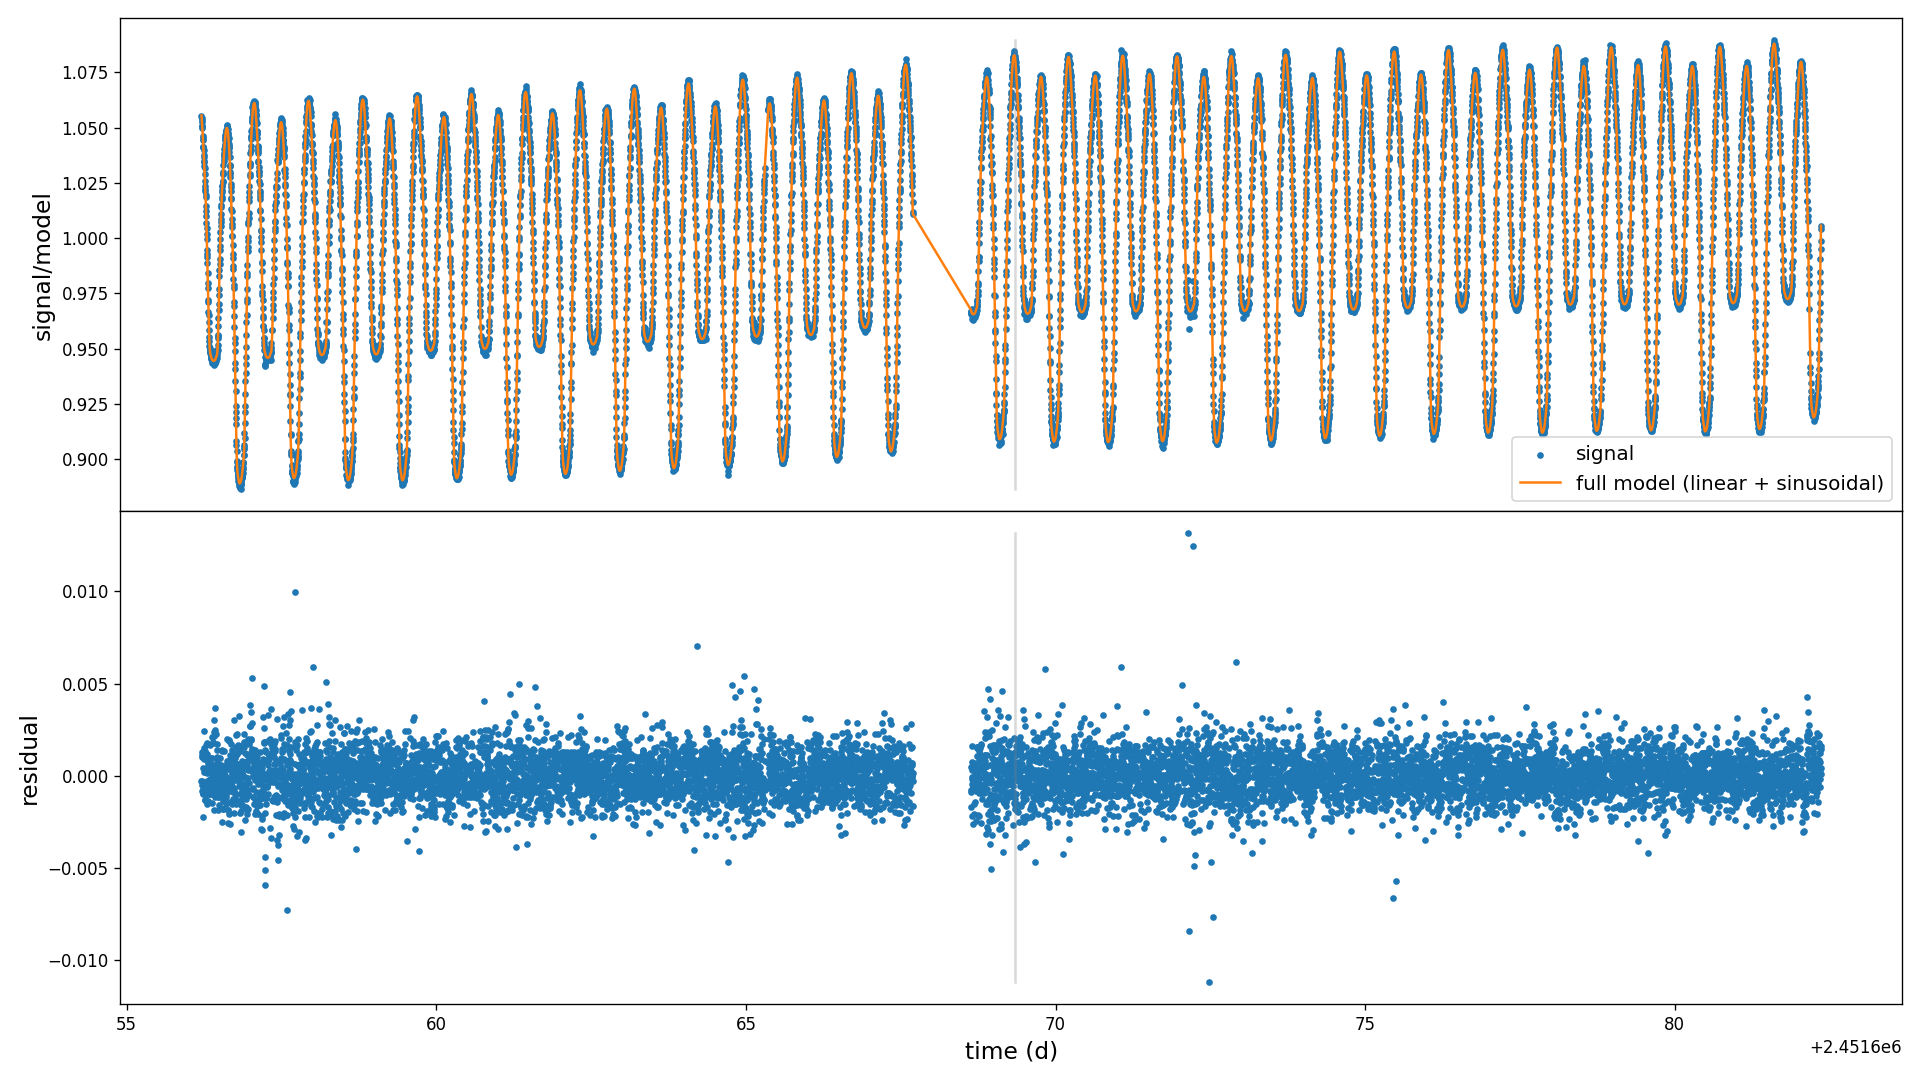 1.075
1.050
1.025
1.000
0.975
0.950
0.925
0.900
signal/model
signal
full model (linear + sinusoidal)
0.010
0.005
0.000
−0.005
−0.010
residual
55 60 65 70 75 80
time (d)
+2.4516e6